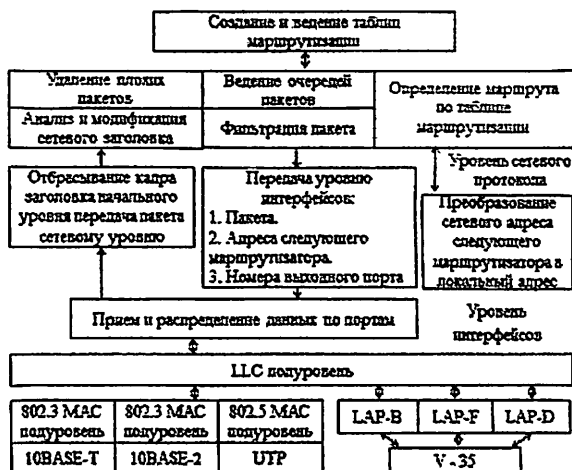 Создание и ведение таблиц
маршрутизации
Удаление плохих
пакетов
Ведение очередей
пакетов
Определение маршрута
по таблице
маршрутизации
Анализ и модификация
сетевого заголовка
Фильтрация пакета
Уровень сетевого
протокола
Отбрасывание кадра
заголовка начального
уровня передача пакета
сетевому уровню
Передача уровню
интерфейсов:
1. Пакета.
2. Адреса следующего
маршрутизатора.
3. Номера выходного порта
Преобразование
сетевого адреса
следующего
маршрутизатора в
локальный адрес
Прием и распределение данных по портам
Уровень
интерфейсов
LLC подуровень
802.3 MAC
подуровень
802.3 MAC
подуровень
802.5 MAC
подуровень
LAP-B
LAP-F
LAP-D
10BASE-T
10BASE-2
UTP
V-35